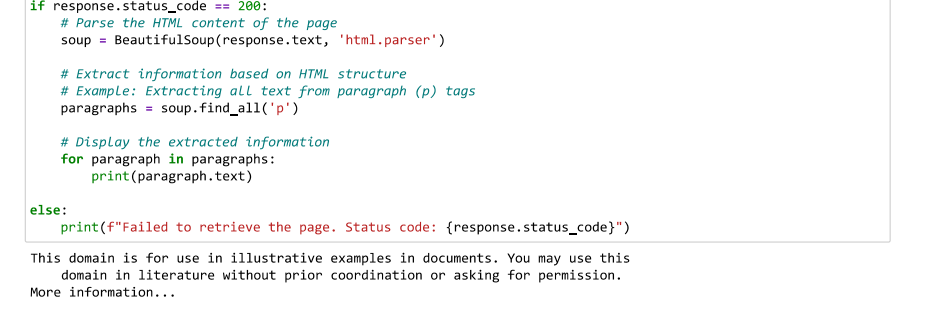 if response.status_code == 200:
    # Parse the HTML content of the page
    soup = BeautifulSoup(response.text, 'html.parser')

    # Extract information based on HTML structure
    # Example: Extracting all text from paragraph (p) tags
    paragraphs = soup.find_all('p')

    # Display the extracted information
    for paragraph in paragraphs:
        print(paragraph.text)

else:
    print(f"Failed to retrieve the page. Status code: {response.status_code}")
This domain is for use in illustrative examples in documents. You may use this
    domain in literature without prior coordination or asking for permission.
More information...